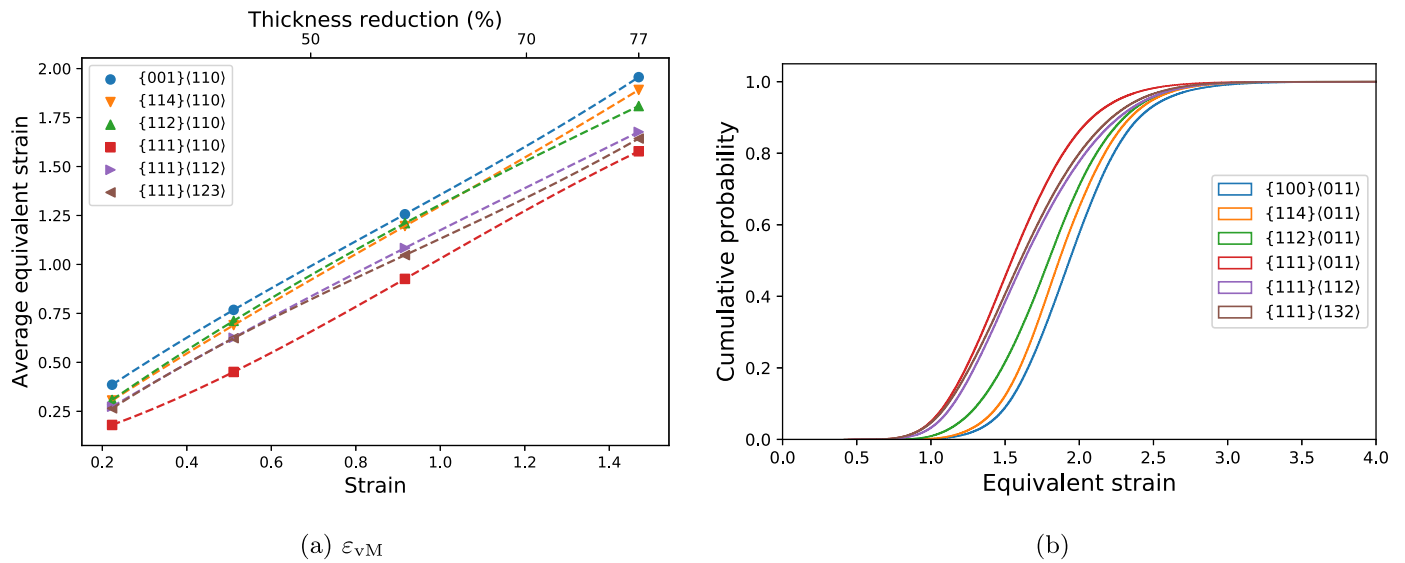 Thickness reduction (%)
50 70 77
2.00
1.75
1.50
1.25
1.00
0.75
0.50
0.25
Average equivalent strain
{001}⟨110⟩
{114}⟨110⟩
{112}⟨110⟩
{111}⟨110⟩
{111}⟨112⟩
{111}⟨123⟩
0.2 0.4 0.6 0.8 1.0 1.2 1.4
Strain
(a) εvM
1.0
0.8
0.6
0.4
0.2
0.0
Cumulative probability
{100}⟨011⟩
{114}⟨011⟩
{112}⟨011⟩
{111}⟨011⟩
{111}⟨112⟩
{111}⟨132⟩
0.0 0.5 1.0 1.5 2.0 2.5 3.0 3.5 4.0
Equivalent strain
(b)